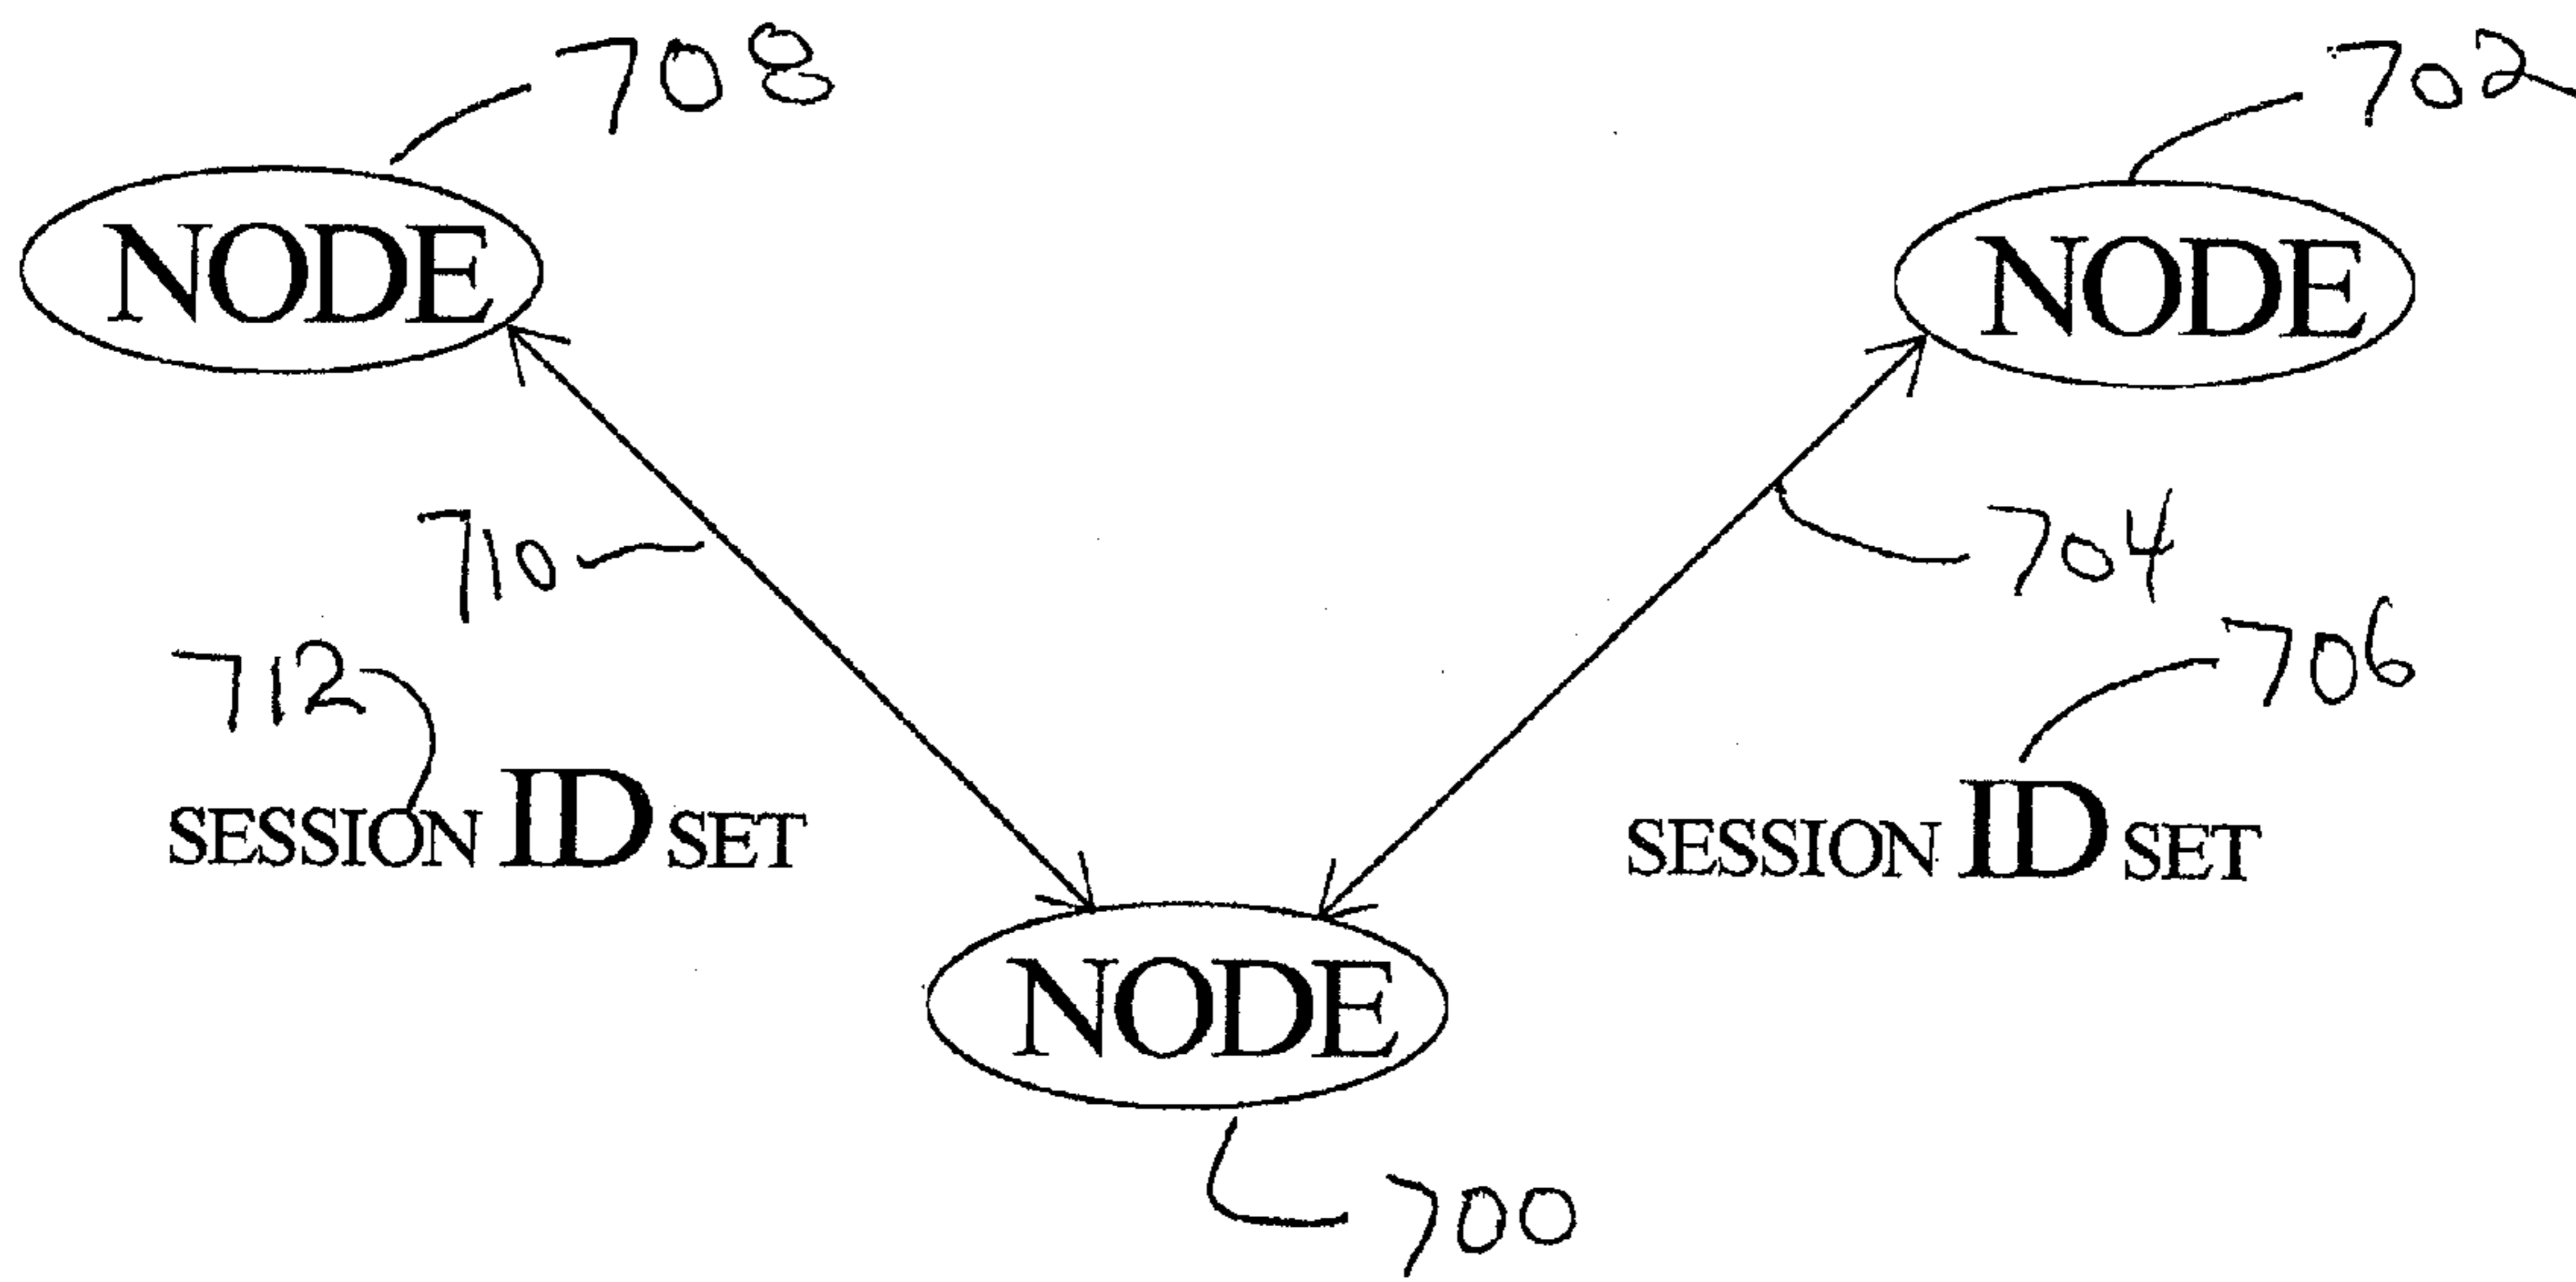 708
702
NODE
NODE
710
704
712
706
SESSION ID SET
SESSION ID SET
NODE
700